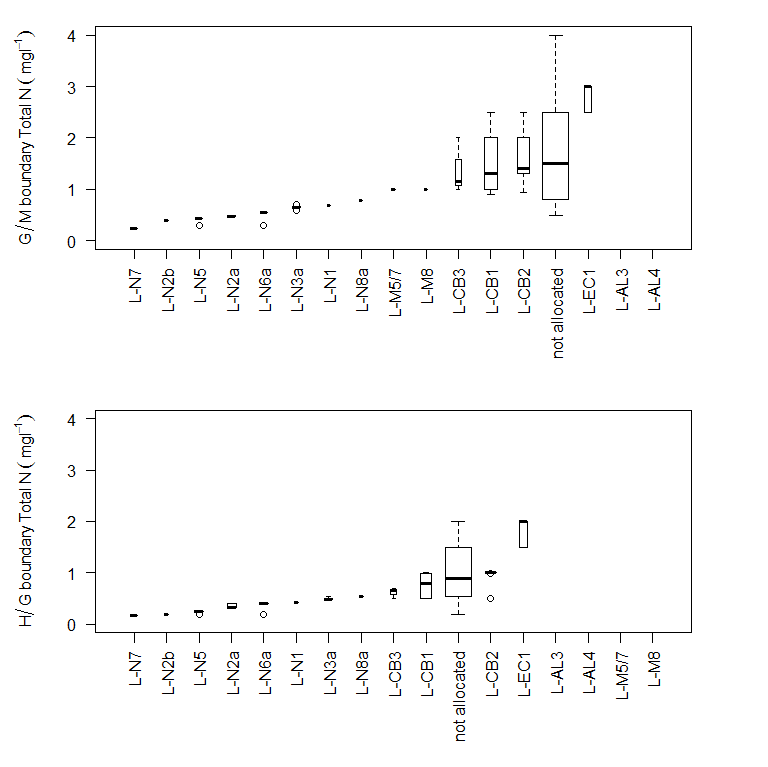 G/M boundary Total N ( mgl⁻¹)
4
3
2
1
0
L-N7
L-N2b
L-N5
L-N2a
L-N6a
L-N3a
L-N1
L-N8a
L-M5/7
L-M8
L-CB3
L-CB1
L-CB2
not allocated
L-EC1
L-AL3
L-AL4
H/G boundary Total N ( mgl⁻¹)
4
3
2
1
0
L-N7
L-N2b
L-N5
L-N2a
L-N6a
L-N1
L-N3a
L-N8a
L-CB3
L-CB1
not allocated
L-CB2
L-EC1
L-AL3
L-AL4
L-M5/7
L-M8